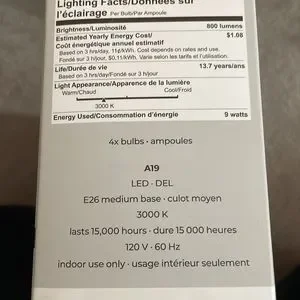 Lighting Facts/Données sur
l'éclairage Per Bulb/Par Ampoule
Brightness/Luminosité 800 lumens
Estimated Yearly Energy Cost/ $1.08
Coût énergétique annuel estimatif
Based on 3 hrs/day, 11¢/kWh. Cost depends on rates and use.
Fondé sur 3 h/jour, $0,11/kWh. Varie selon les tarifs et l'utilisation.
Life/Durée de vie 13.7 years/ans
Based on 3 hrs/day/Fondé sur 3 h/jour
Light Appearance/Apparence de la lumière
Warm/Chaud Cool/Froid
3000 K
Energy Used/Consommation d'énergie 9 watts
4x bulbs · ampoules
A19
LED · DEL
E26 medium base · culot moyen
3000 K
lasts 15,000 hours · dure 15 000 heures
120 V · 60 Hz
indoor use only · usage intérieur seulement